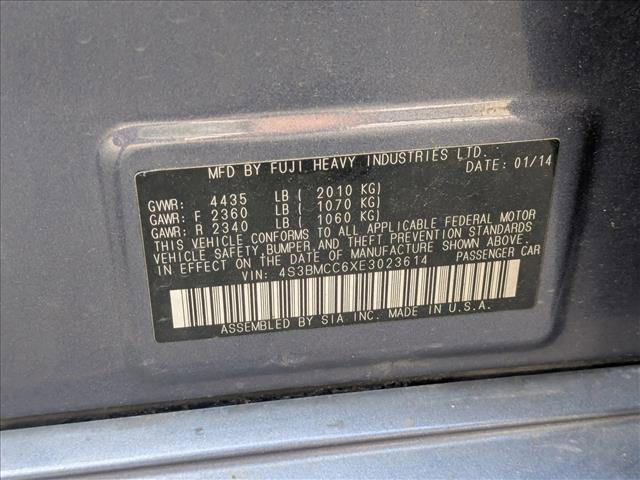 MFD BY FUJI HEAVY INDUSTRIES LTD.
DATE: 01/14
GVWR: 4435 LB ( 2010 KG)
GAWR: F 2360 LB ( 1070 KG)
GAWR: R 2340 LB ( 1060 KG)
THIS VEHICLE CONFORMS TO ALL APPLICABLE FEDERAL MOTOR
VEHICLE SAFETY, BUMPER, AND THEFT PREVENTION STANDARDS
IN EFFECT ON THE DATE OF MANUFACTURE SHOWN ABOVE.
VIN: 4S3BMCC6XE3023614 PASSENGER CAR
ASSEMBLED BY SIA INC. MADE IN U.S.A.